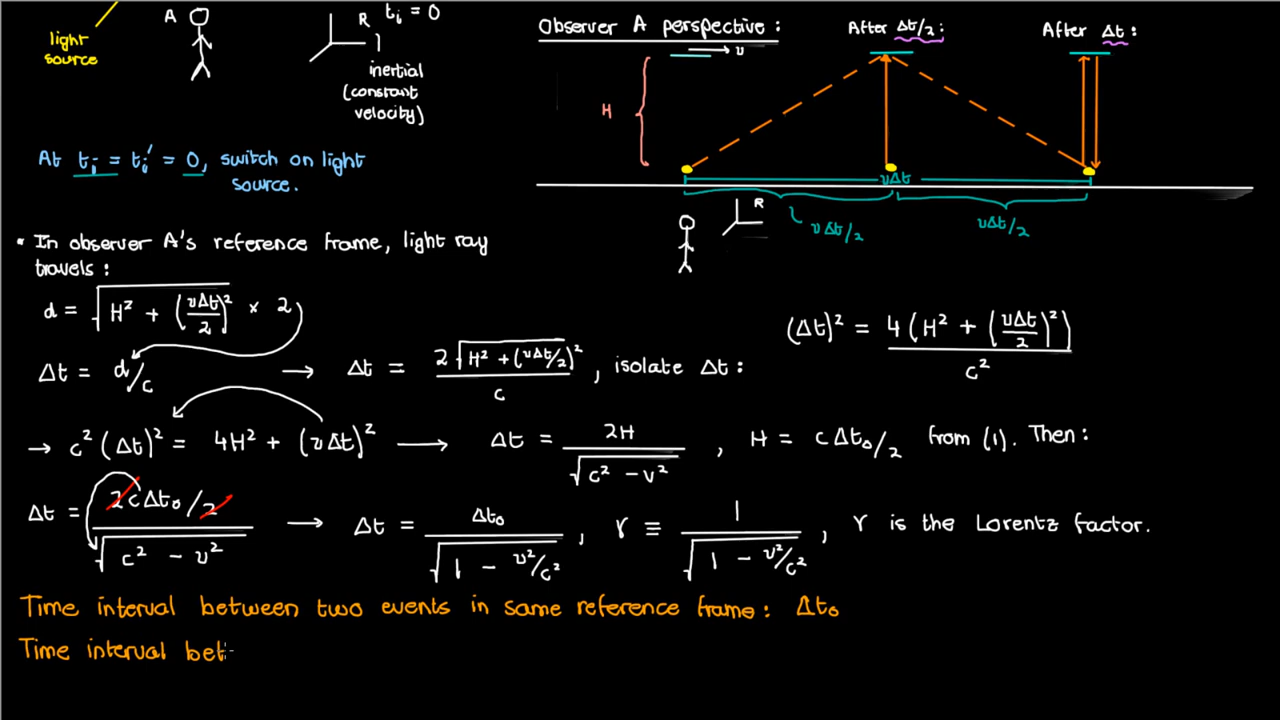 A
t_i = 0
R
light
source
inertial
(constant
velocity)
At t_i = t_i' = 0, switch on light
source.
Observer A perspective:
v
After Δt/2:
After Δt:
H
vΔt
R
vΔt/2
vΔt/2
• In observer A's reference frame, light ray
travels:
d = √(H² + (vΔt/2)²) × 2
Δt = d/c → Δt = 2√(H² + (vΔt/2)²)/c, isolate Δt:
(Δt)² = 4(H² + (vΔt/2)²)/c²
→ c²(Δt)² = 4H² + (vΔt)² → Δt = 2H/√(c² − v²), H = cΔt₀/2 from (1). Then:
Δt = (2cΔt₀/2)/√(c² − v²) → Δt = Δt₀/√(1 − v²/c²), γ ≡ 1/√(1 − v²/c²), γ is the Lorentz factor.
Time interval between two events in same reference frame: Δt₀
Time interval bet